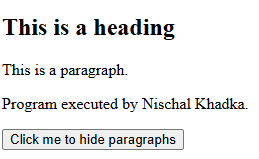 This is a heading
This is a paragraph.
Program executed by Nischal Khadka.
Click me to hide paragraphs